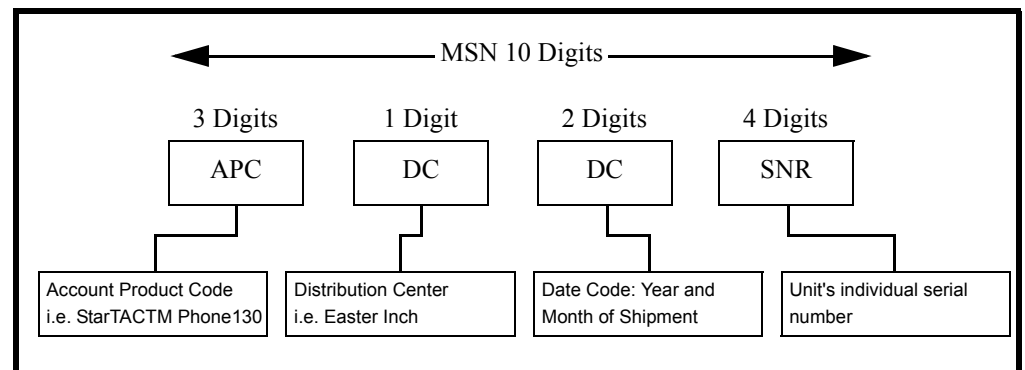 MSN 10 Digits
3 Digits 1 Digit 2 Digits 4 Digits
APC DC DC SNR
Account Product Code
i.e. StarTACTM Phone130
Distribution Center
i.e. Easter Inch
Date Code: Year and
Month of Shipment
Unit's individual serial
number